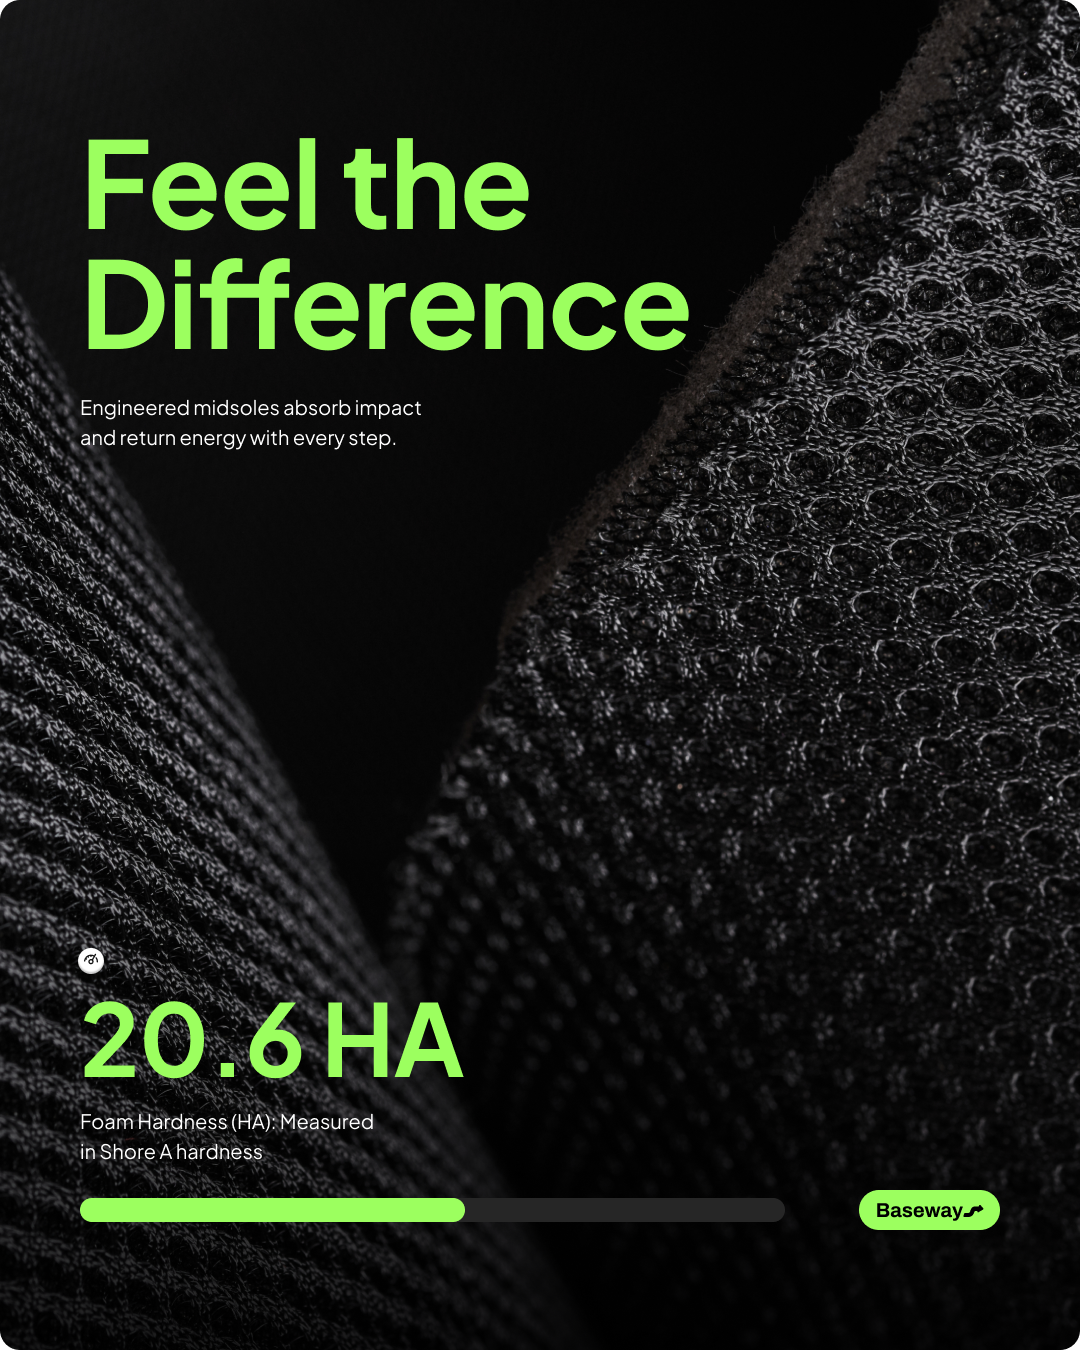 Feel the
Difference
Engineered midsoles absorb impact
and return energy with every step.
20.6 HA
Foam Hardness (HA): Measured
in Shore A hardness
Baseway